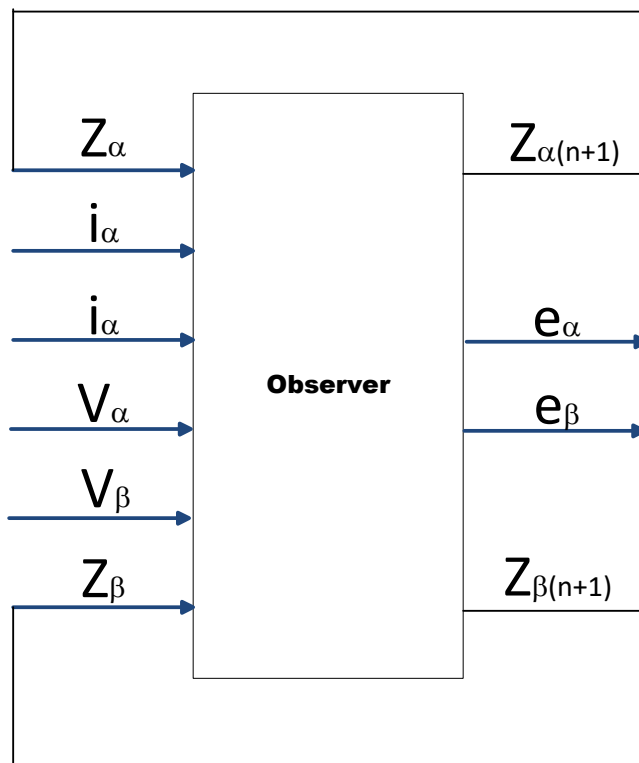 Zα
Zα(n+1)
iα
iα
eα
Observer
Vα
eβ
Vβ
Zβ
Zβ(n+1)